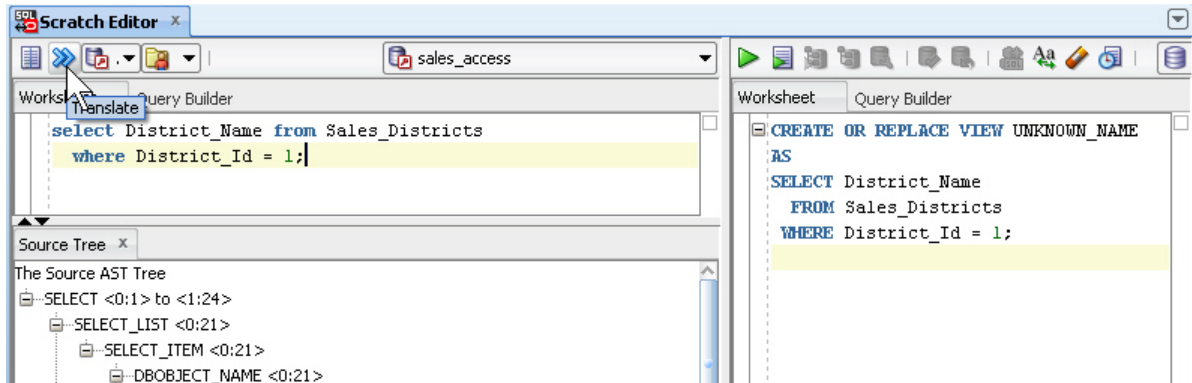 SQL Scratch Editor x
sales_access
Worksheet Query Builder
Translate
select District_Name from Sales_Districts
where District_Id = 1;
Source Tree x
The Source AST Tree
SELECT <0:1> to <1:24>
SELECT_LIST <0:21>
SELECT_ITEM <0:21>
DBOBJECT_NAME <0:21>
Worksheet Query Builder
CREATE OR REPLACE VIEW UNKNOWN_NAME
AS
SELECT District_Name
FROM Sales_Districts
WHERE District_Id = 1;